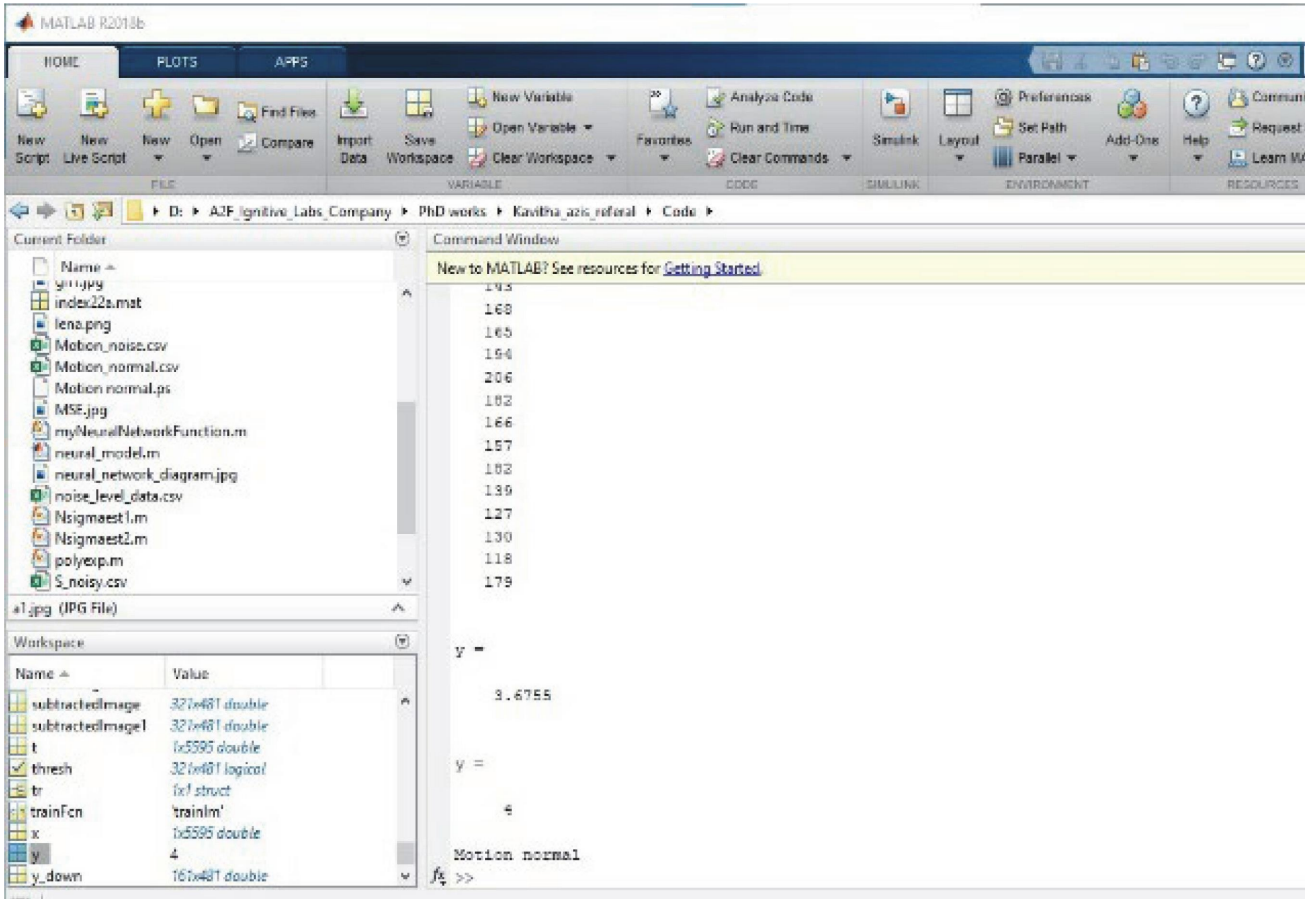 MATLAB R2018b
HOME PLOTS APPS
New Script
New Live Script
New
Open
Find Files
Compare
Import Data
Save Workspace
New Variable
Open Variable
Clear Workspace
Favorites
Analyze Code
Run and Time
Clear Commands
Simulink
Layout
Preferences
Set Path
Parallel
Add-Ons
Help
Communi
Request
Learn MA
FILE VARIABLE CODE SIMULINK ENVIRONMENT RESOURCES
D: A2F_Ignitive_Labs_Company PhD works Kavitha_azis_referal Code
Current Folder
Name
index22a.mat
lena.png
Motion_noise.csv
Motion_normal.csv
Motion normal.ps
MSE.jpg
myNeuralNetworkFunction.m
neural_model.m
neural_network_diagram.jpg
noise_level_data.csv
Nsigmaest1.m
Nsigmaest2.m
polyexp.m
S_noisy.csv
a1.jpg (JPG File)
Workspace
Name Value
subtractedImage 321x481 double
subtractedImage1 321x481 double
t 1x5595 double
thresh 321x481 logical
tr 1x1 struct
trainFcn 'trainlm'
x 1x5595 double
y 4
y_down 161x481 double
Command Window
New to MATLAB? See resources for Getting Started.
143
168
165
194
206
182
166
157
182
139
127
130
118
179
y =
3.6755
y =
4
Motion normal
fx >>